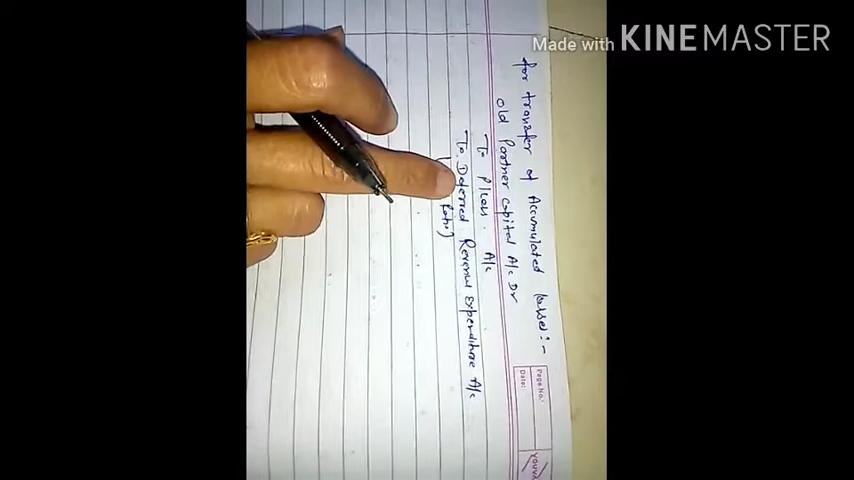 Made with KINEMASTER
Page No.:
Date:
for transfer of Accumulated losses:-
old Partner capital A/c Dr
To P/Loss. A/c
To Deferred Revenue Expenditure A/c
Ratio)